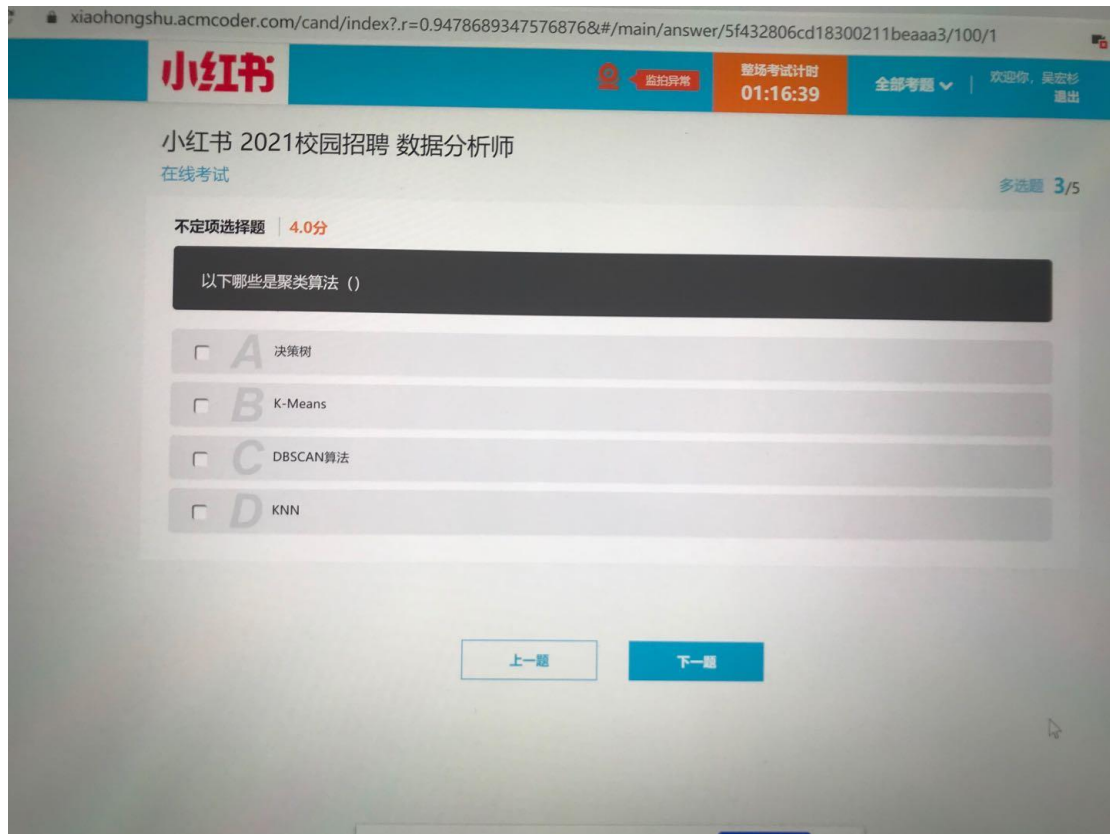 xiaohongshu.acmcoder.com/cand/index?.r=0.9478689347576876&#/main/answer/5f432806cd18300211beaaa3/100/1
小红书
监拍异常
整场考试计时
01:16:39
全部考题
欢迎你，吴宏杉
退出
小红书 2021校园招聘 数据分析师
在线考试
多选题 3/5
不定项选择题 4.0分
以下哪些是聚类算法（）
A 决策树
B K-Means
C DBSCAN算法
D KNN
上一题
下一题